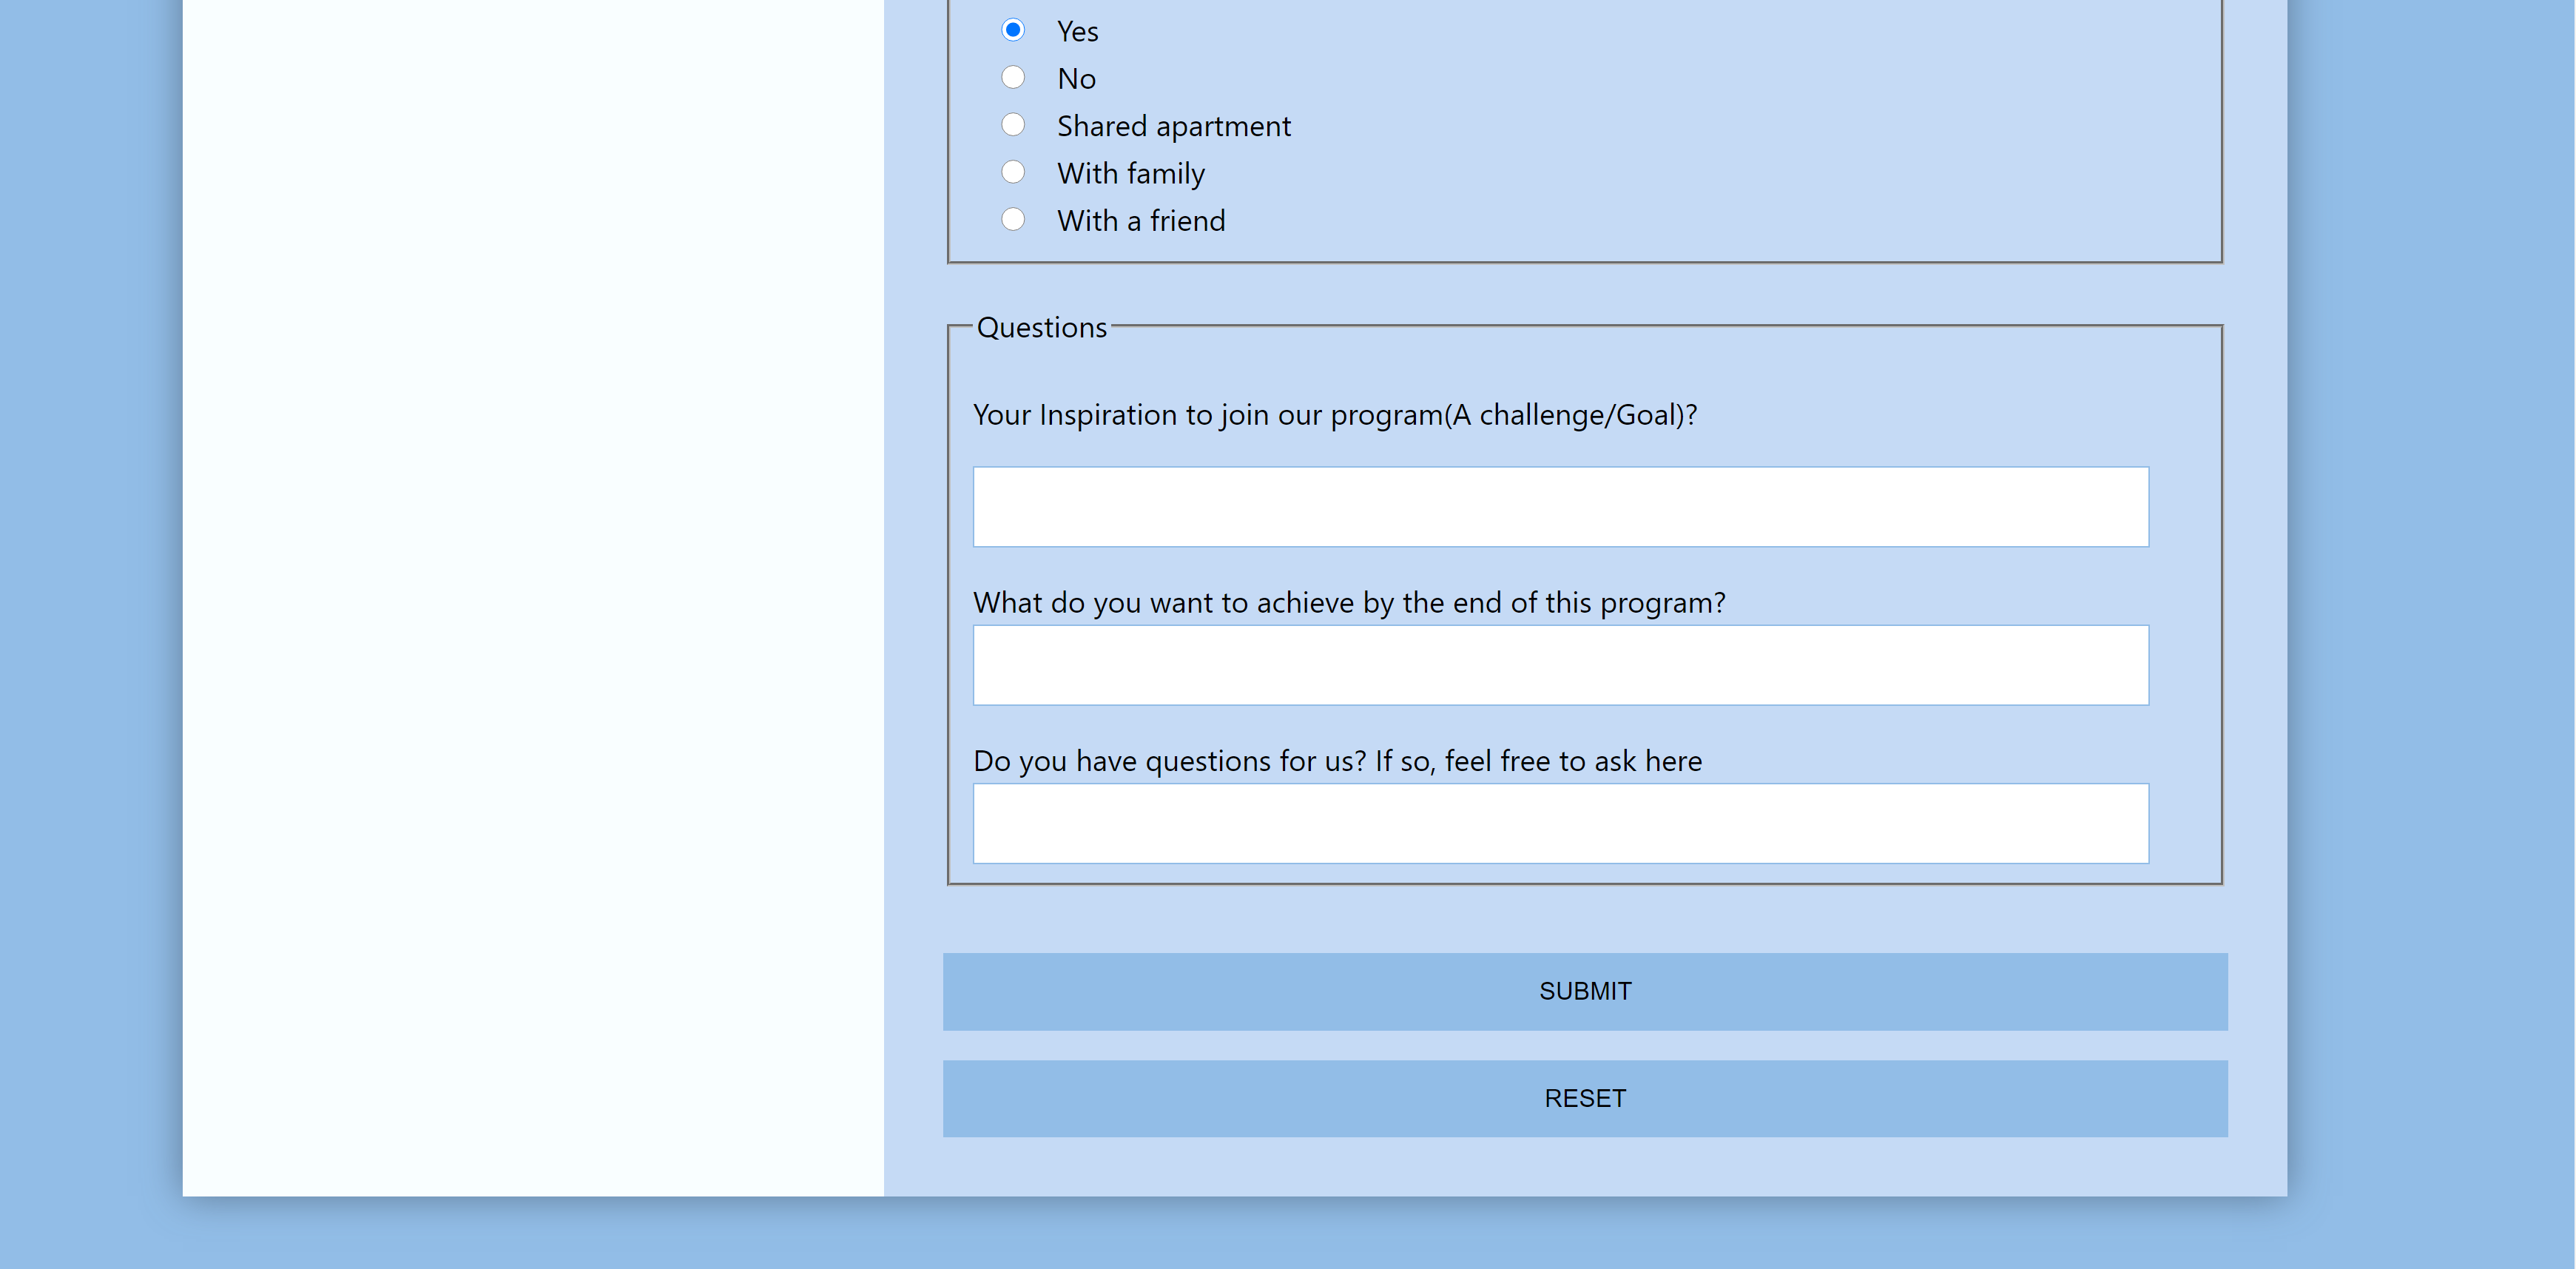 Yes
No
Shared apartment
With family
With a friend
Questions
Your Inspiration to join our program(A challenge/Goal)?
What do you want to achieve by the end of this program?
Do you have questions for us? If so, feel free to ask here
SUBMIT
RESET